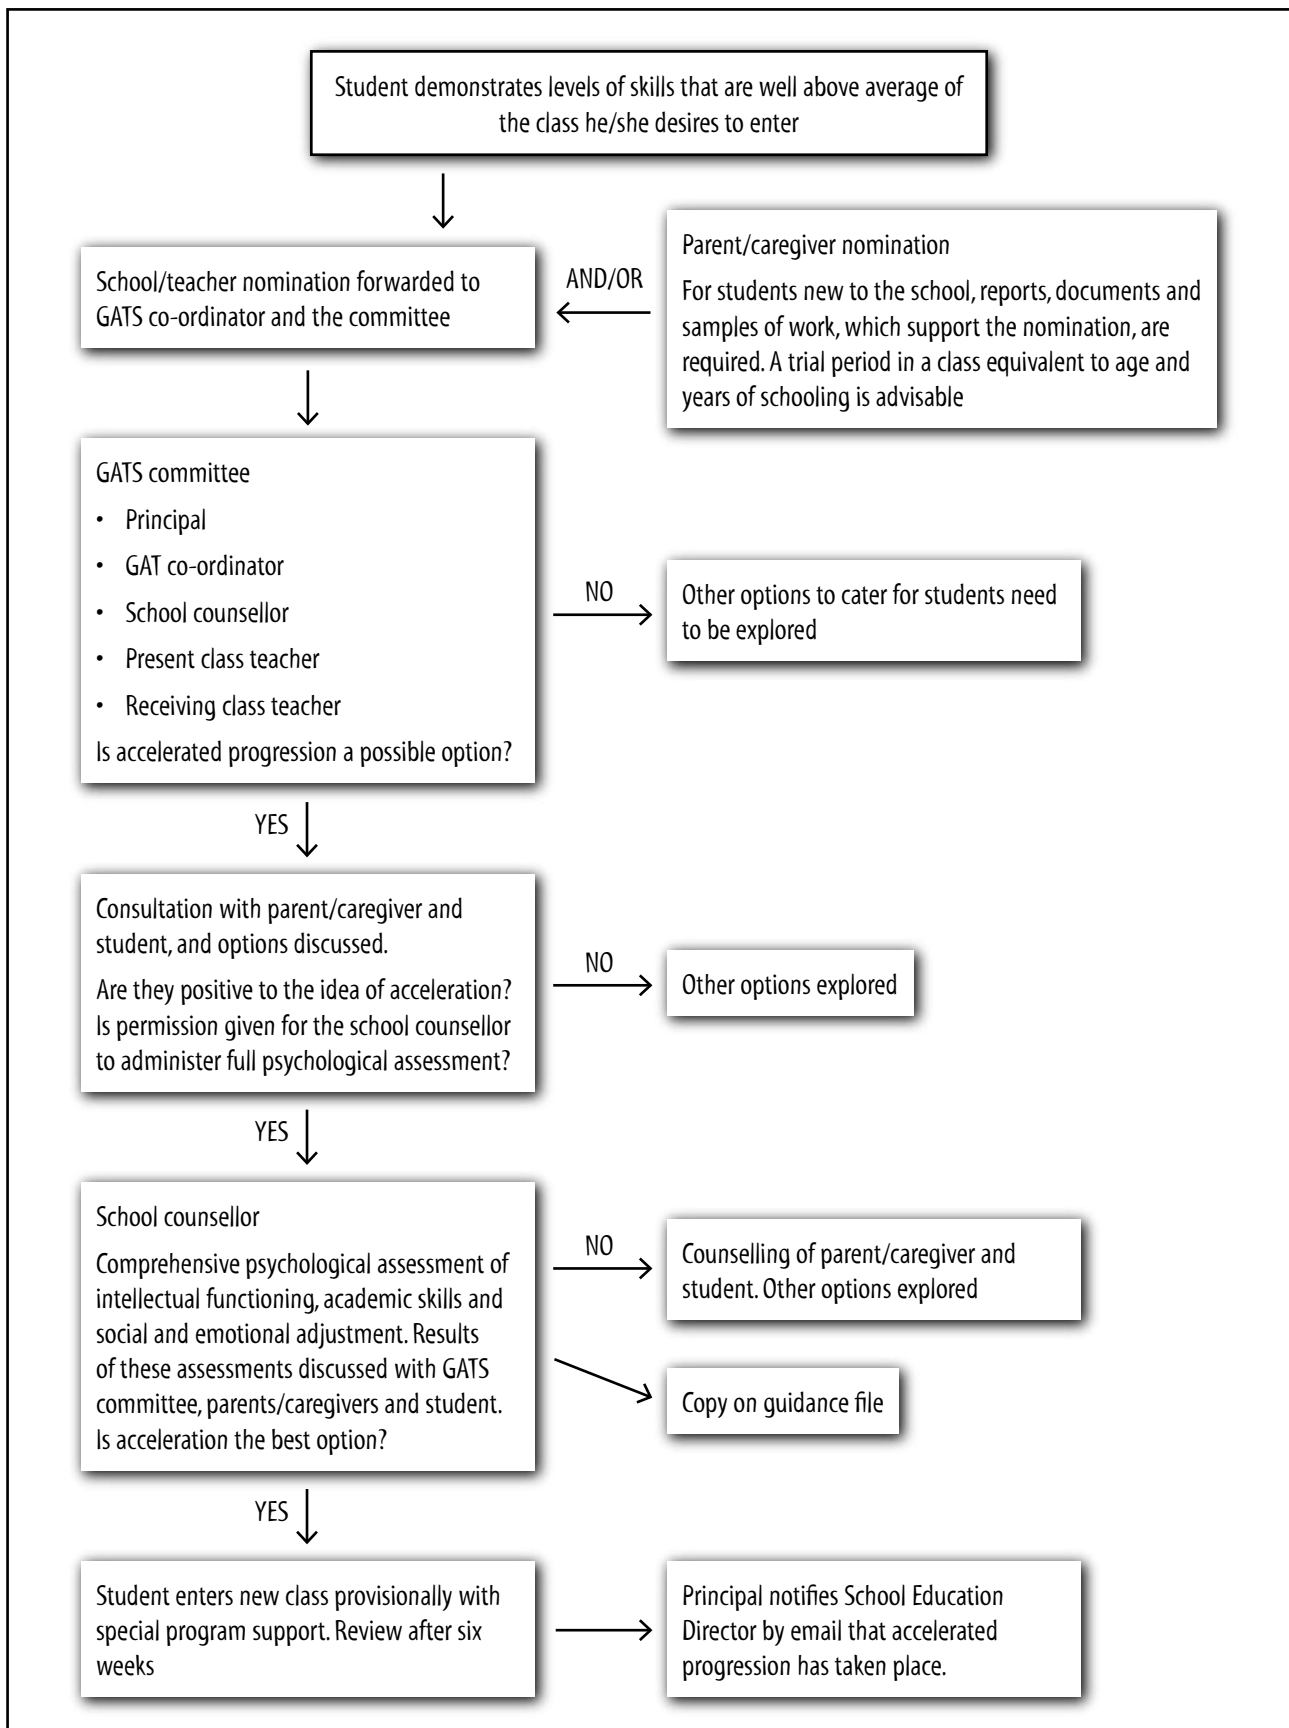 Student demonstrates levels of skills that are well above average of
the class he/she desires to enter
School/teacher nomination forwarded to
GATS co-ordinator and the committee
AND/OR
Parent/caregiver nomination
For students new to the school, reports, documents and
samples of work, which support the nomination, are
required. A trial period in a class equivalent to age and
years of schooling is advisable
GATS committee
• Principal
• GAT co-ordinator
• School counsellor
• Present class teacher
• Receiving class teacher
Is accelerated progression a possible option?
NO
Other options to cater for students need
to be explored
YES
Consultation with parent/caregiver and
student, and options discussed.
Are they positive to the idea of acceleration?
Is permission given for the school counsellor
to administer full psychological assessment?
NO
Other options explored
YES
School counsellor
Comprehensive psychological assessment of
intellectual functioning, academic skills and
social and emotional adjustment. Results
of these assessments discussed with GATS
committee, parents/caregivers and student.
Is acceleration the best option?
NO
Counselling of parent/caregiver and
student. Other options explored
Copy on guidance file
YES
Student enters new class provisionally with
special program support. Review after six
weeks
Principal notifies School Education
Director by email that accelerated
progression has taken place.